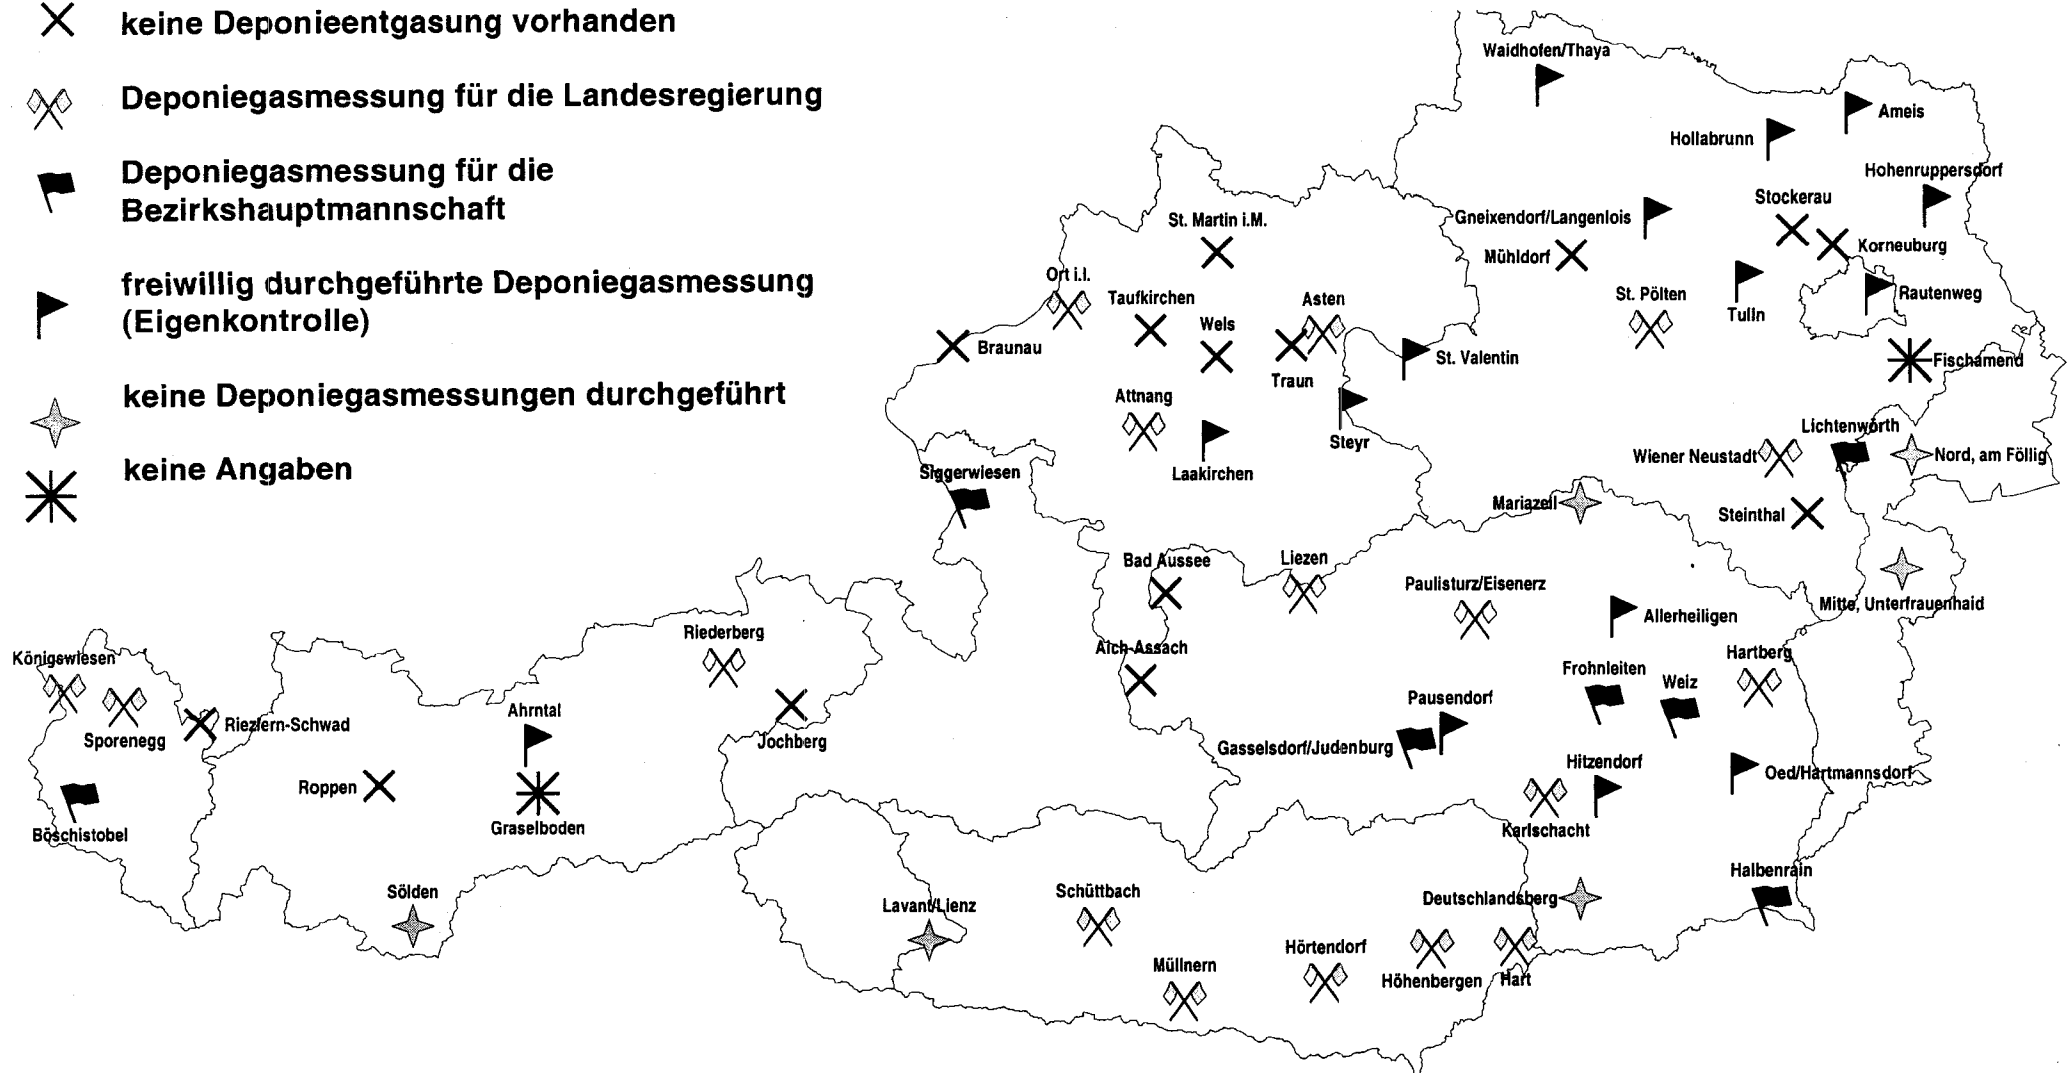 keine Deponieentgasung vorhanden
Deponiegasmessung für die Landesregierung
Deponiegasmessung für die
Bezirkshauptmannschaft
freiwillig durchgeführte Deponiegasmessung
(Eigenkontrolle)
keine Deponiegasmessungen durchgeführt
keine Angaben
Waidhofen/Thaya
Ameis
Hollabrunn
Hohenruppersdorf
Stockerau
Gneixendorf/Langenlois
St. Martin i.M.
Korneuburg
Mühldorf
Ort i.I.
Taufkirchen
Asten
St. Pölten
Rautenweg
Tulln
Wels
Braunau
St. Valentin
Fischamend
Traun
Attnang
Lichtenwörth
Steyr
Wiener Neustadt
Nord, am Föllig
Siggerwiesen
Laakirchen
Mariazell
Steinthal
Bad Aussee
Liezen
Paulisturz/Eisenerz
Mitte, Unterfrauenhaid
Allerheiligen
Riederberg
Aich-Assach
Hartberg
Königswiesen
Frohnleiten
Weiz
Pausendorf
Ahrntal
Riezlern-Schwad
Sporenegg
Jochberg
Gasselsdorf/Judenburg
Hitzendorf
Oed/Hartmannsdorf
Roppen
Graselboden
Böschistobel
Karlschacht
Halbenrain
Sölden
Schüttbach
Deutschlandsberg
Lavant/Lienz
Hörtendorf
Müllnern
Höhenbergen
Hart